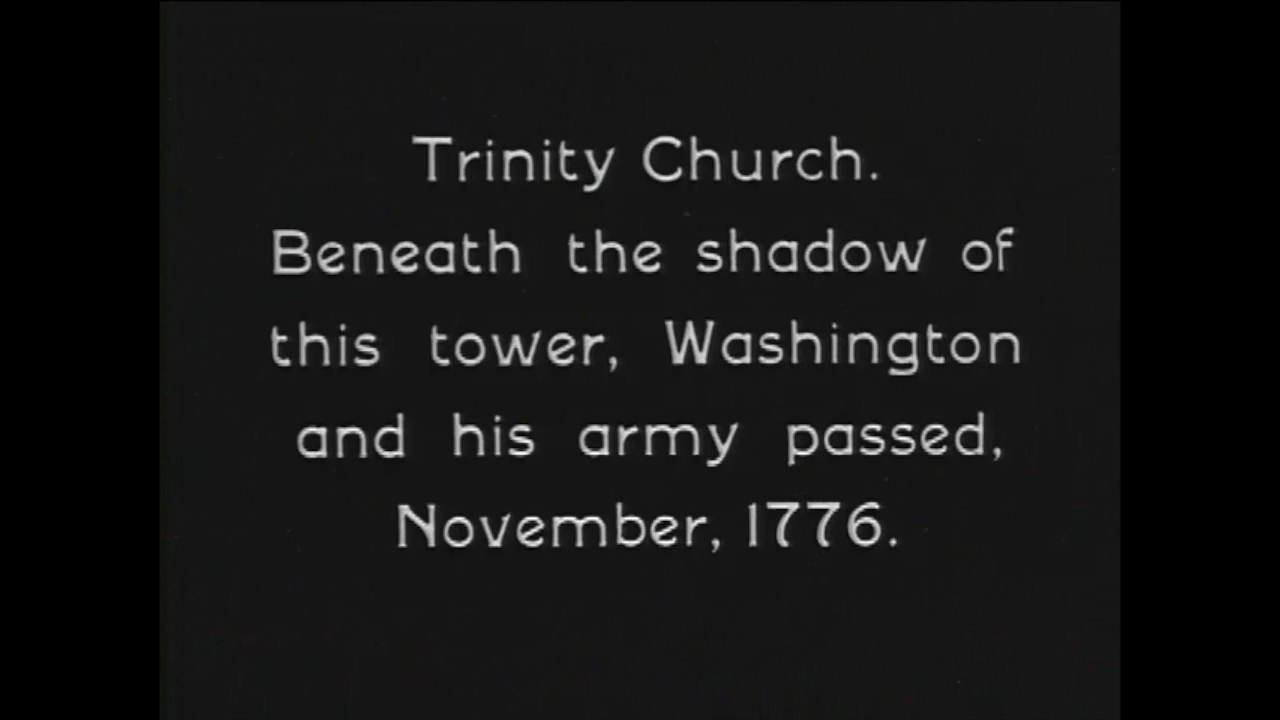 Trinity Church.
Beneath the shadow of
this tower, Washington
and his army passed,
November, 1776.